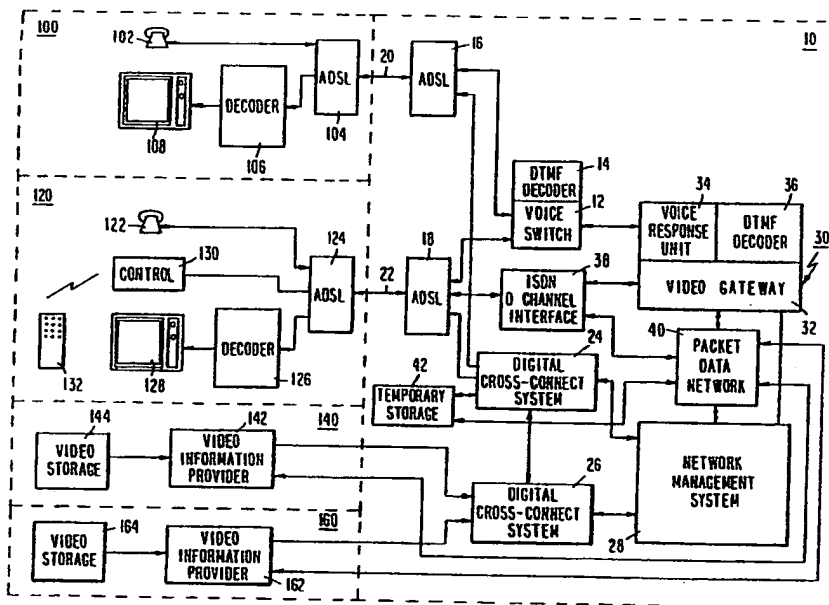 100
102
ADSL
104
DECODER
106
108
20
16
ADSL
10
14
DTMF
DECODER
12
VOICE
SWITCH
34
VOICE
RESPONSE
UNIT
36
DTMF
DECODER
30
VIDEO GATEWAY
32
120
122
124
ADSL
130
CONTROL
132
128
DECODER
126
22
18
ADSL
38
ISDN
D CHANNEL
INTERFACE
40
PACKET
DATA
NETWORK
24
DIGITAL
CROSS-CONNECT
SYSTEM
42
TEMPORARY
STORAGE
140
144
VIDEO
STORAGE
142
VIDEO
INFORMATION
PROVIDER
26
DIGITAL
CROSS-CONNECT
SYSTEM
NETWORK
MANAGEMENT
SYSTEM
28
160
164
VIDEO
STORAGE
VIDEO
INFORMATION
PROVIDER
162